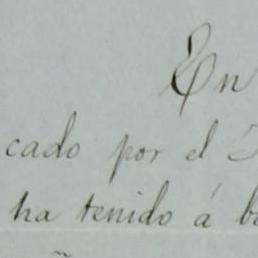 En
cado por el
ha tenido á